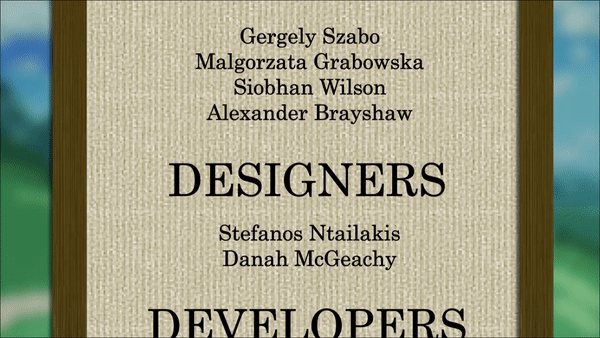 Gergely Szabo
Malgorzata Grabowska
Siobhan Wilson
Alexander Brayshaw
DESIGNERS
Stefanos Ntailakis
Danah McGeachy
DEVELOPERS